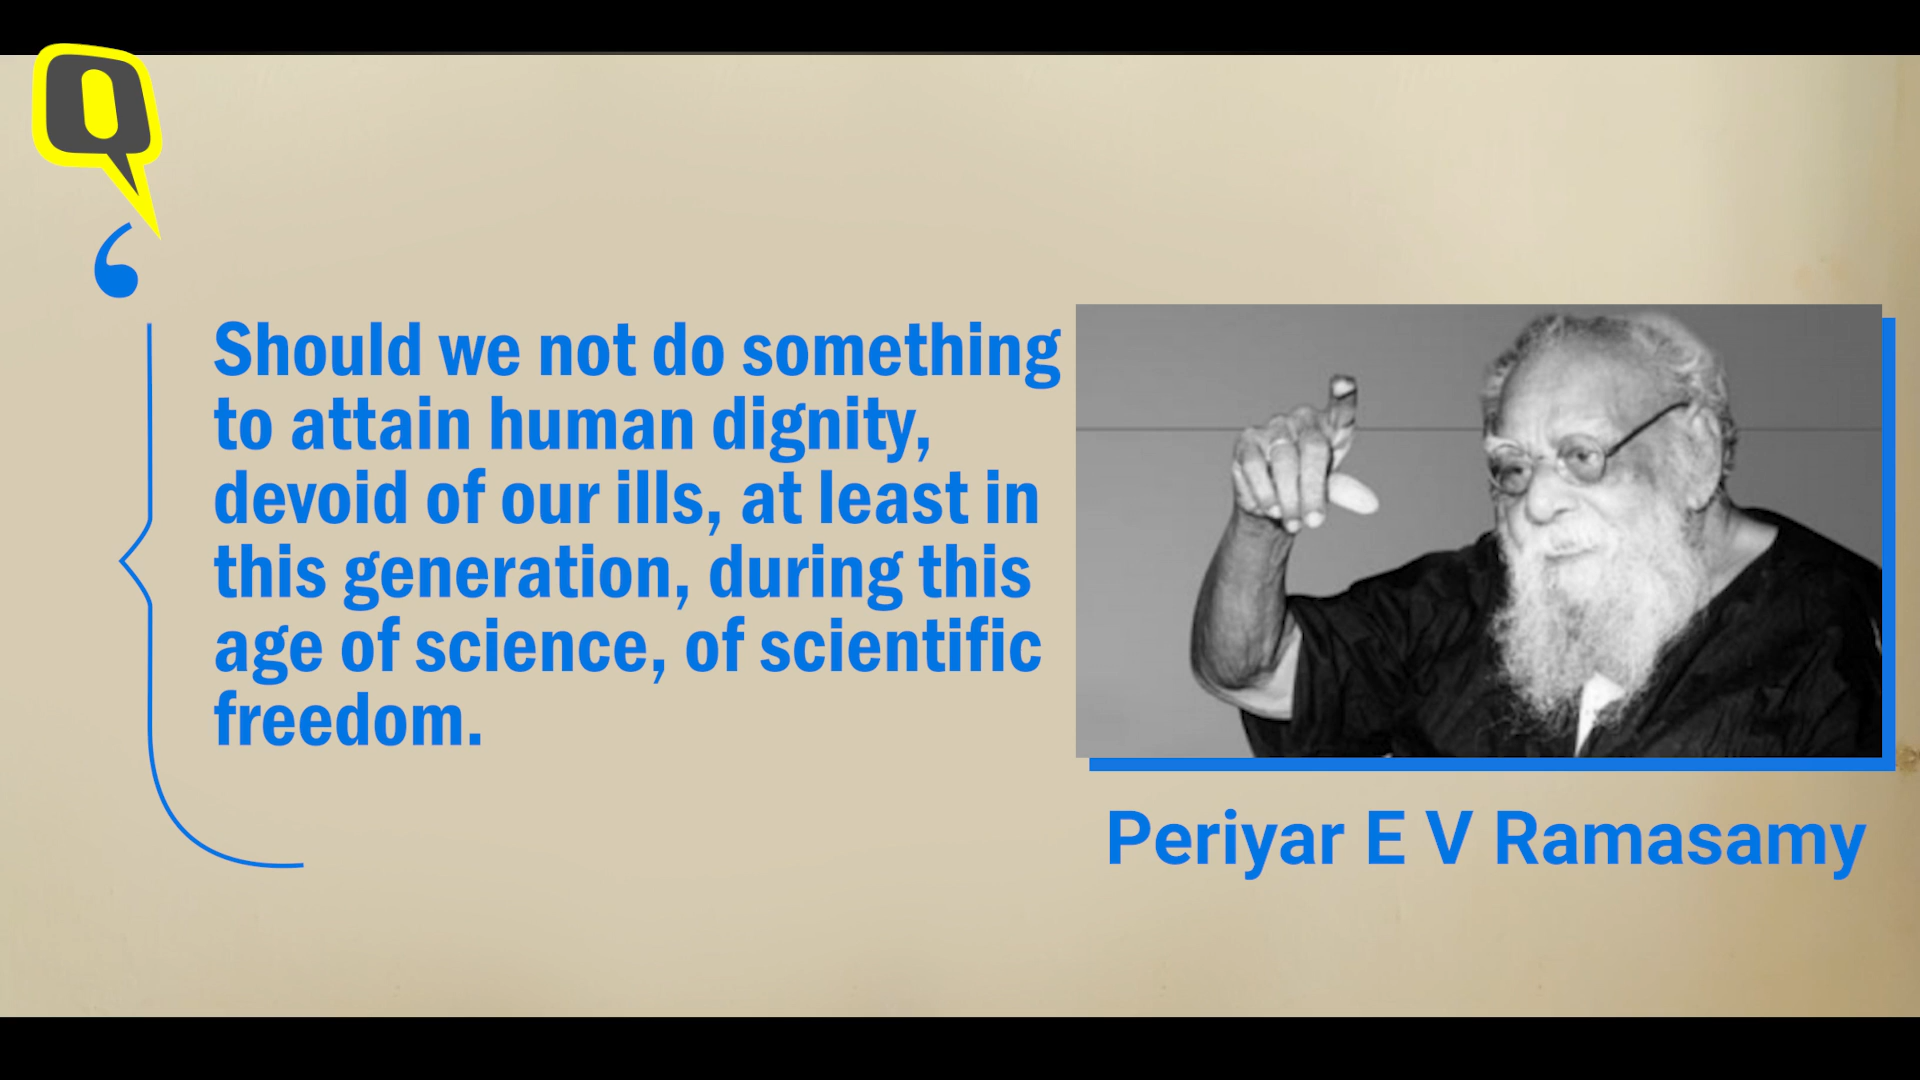 Q
Should we not do something
to attain human dignity,
devoid of our ills, at least in
this generation, during this
age of science, of scientific
freedom.
Periyar E V Ramasamy